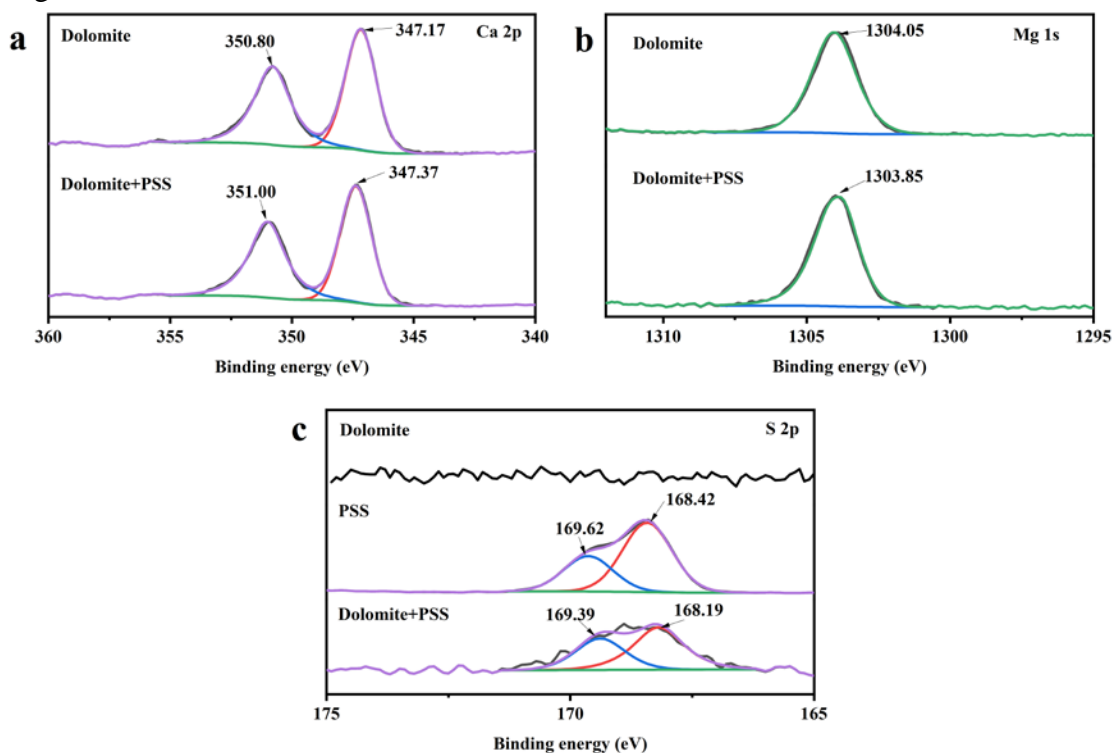 a
Dolomite
350.80
347.17
Ca 2p
Dolomite+PSS
351.00
347.37
360 355 350 345 340
Binding energy (eV)
b
Dolomite
1304.05
Mg 1s
Dolomite+PSS
1303.85
1310 1305 1300 1295
Binding energy (eV)
c
Dolomite
S 2p
PSS
169.62
168.42
Dolomite+PSS
169.39
168.19
175 170 165
Binding energy (eV)